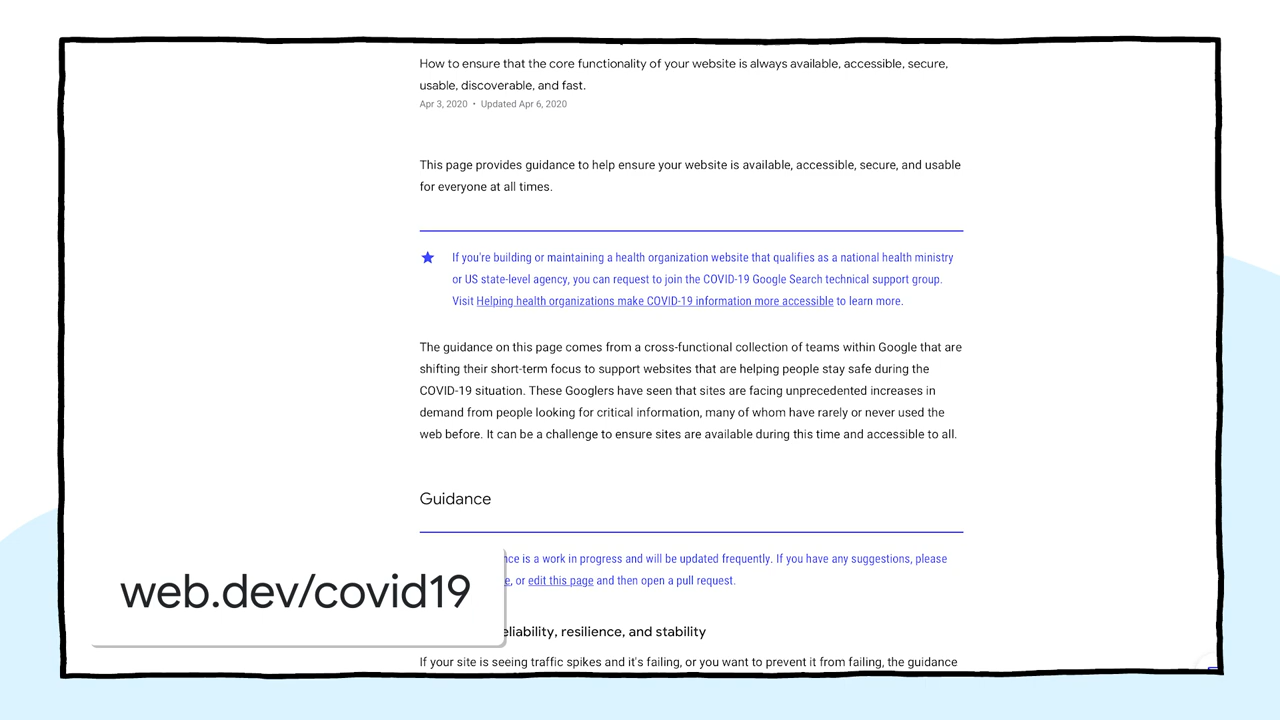 How to ensure that the core functionality of your website is always available, accessible, secure,
usable, discoverable, and fast.
Apr 3, 2020 • Updated Apr 6, 2020
This page provides guidance to help ensure your website is available, accessible, secure, and usable
for everyone at all times.
If you're building or maintaining a health organization website that qualifies as a national health ministry
or US state-level agency, you can request to join the COVID-19 Google Search technical support group.
Visit Helping health organizations make COVID-19 information more accessible to learn more.
The guidance on this page comes from a cross-functional collection of teams within Google that are
shifting their short-term focus to support websites that are helping people stay safe during the
COVID-19 situation. These Googlers have seen that sites are facing unprecedented increases in
demand from people looking for critical information, many of whom have rarely or never used the
web before. It can be a challenge to ensure sites are available during this time and accessible to all.
Guidance
is a work in progress and will be updated frequently. If you have any suggestions, please
or edit this page and then open a pull request.
web.dev/covid19
resilience, and stability
If your site is seeing traffic spikes and it's failing, or you want to prevent it from failing, the guidance